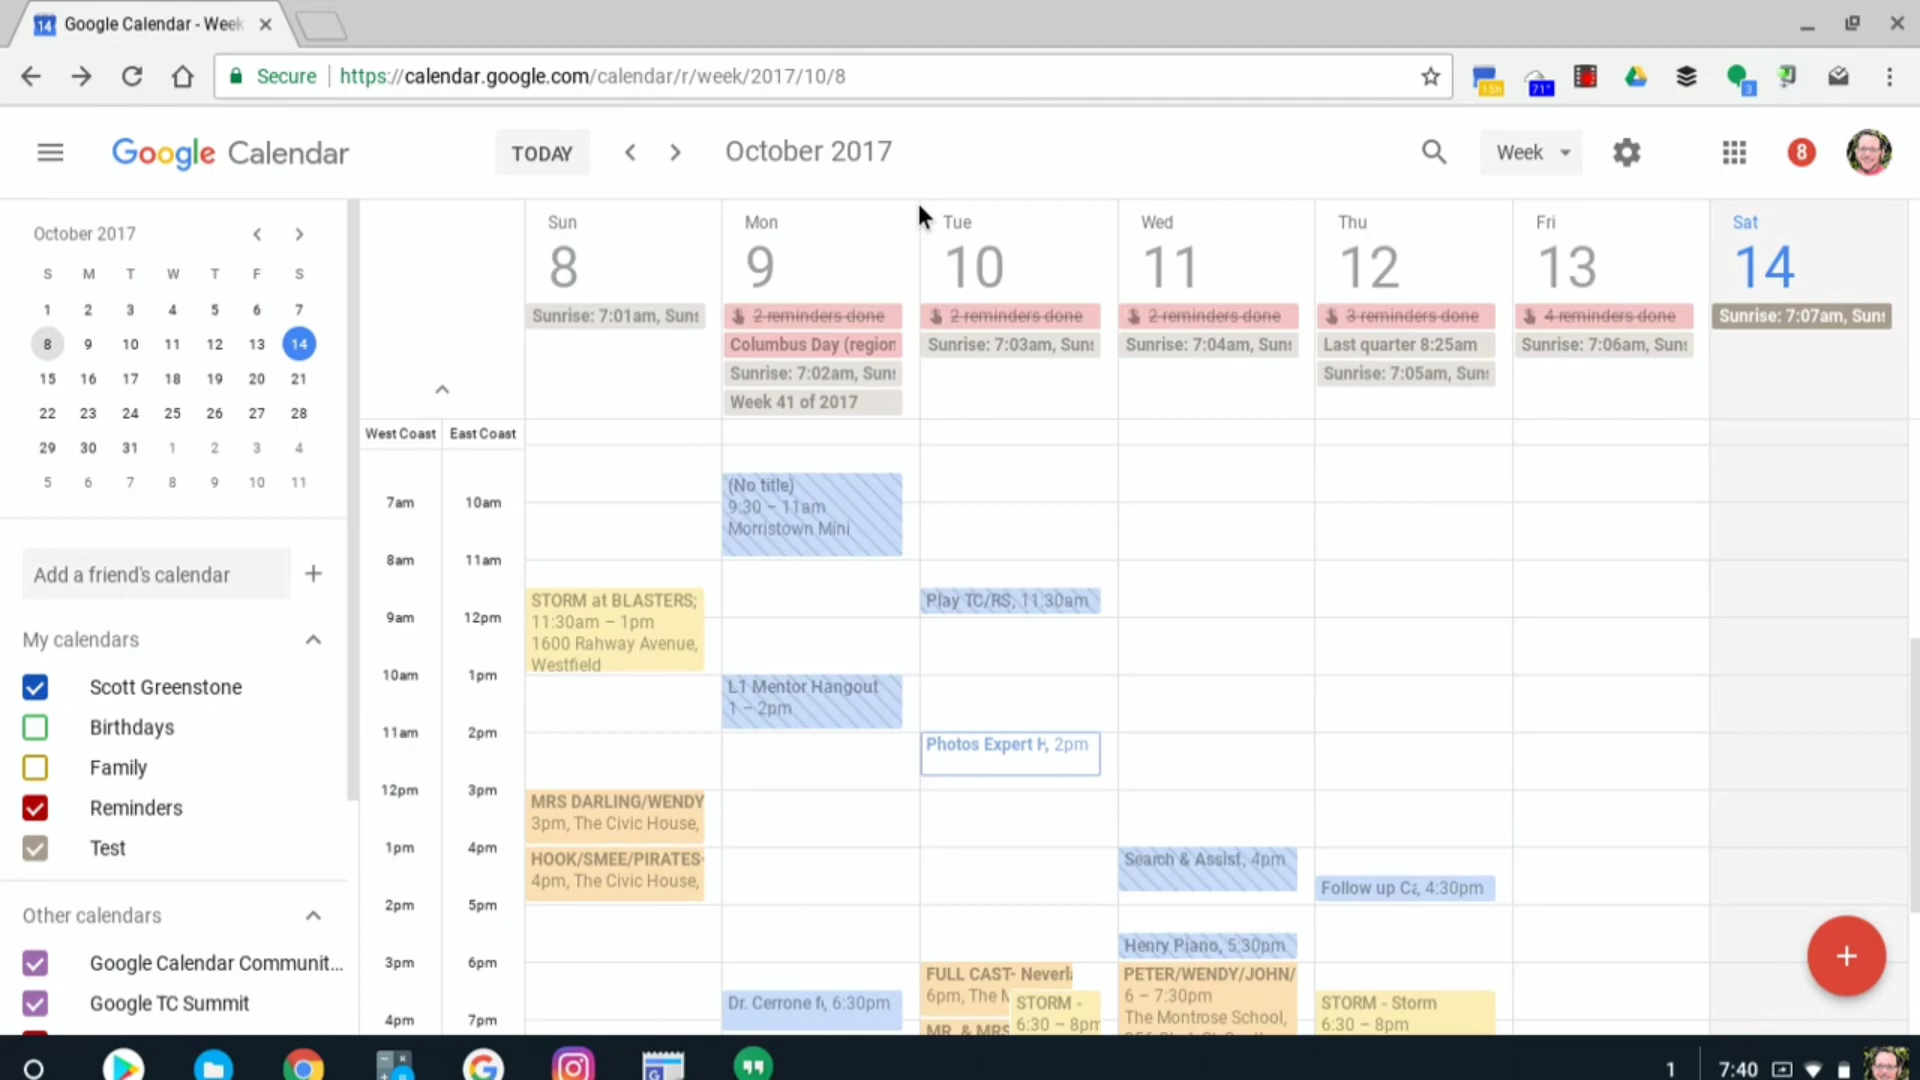 Google Calendar - Week
Secure
https://calendar.google.com/calendar/r/week/2017/10/8
15h
71°
3
Google Calendar
TODAY
October 2017
Week
8
October 2017
S M T W T F S
1 2 3 4 5 6 7
8 9 10 11 12 13 14
15 16 17 18 19 20 21
22 23 24 25 26 27 28
29 30 31 1 2 3 4
5 6 7 8 9 10 11
Add a friend's calendar
My calendars
Scott Greenstone
Birthdays
Family
Reminders
Test
Other calendars
Google Calendar Communit...
Google TC Summit
Sun Mon Tue Wed Thu Fri Sat
8 9 10 11 12 13 14
Sunrise: 7:01am, Suns
2 reminders done
2 reminders done
2 reminders done
3 reminders done
4 reminders done
Sunrise: 7:07am, Suns
Columbus Day (region
Sunrise: 7:03am, Suns
Sunrise: 7:04am, Suns
Last quarter 8:25am
Sunrise: 7:06am, Suns
Sunrise: 7:02am, Suns
Sunrise: 7:05am, Suns
Week 41 of 2017
West Coast East Coast
7am 10am
8am 11am
9am 12pm
10am 1pm
11am 2pm
12pm 3pm
1pm 4pm
2pm 5pm
3pm 6pm
4pm 7pm
STORM at BLASTERS;
11:30am – 1pm
1600 Rahway Avenue,
Westfield
MRS DARLING/WENDY
3pm, The Civic House,
HOOK/SMEE/PIRATES-
4pm, The Civic House,
(No title)
9:30 – 11am
Morristown Mini
L1 Mentor Hangout
1 – 2pm
Dr. Cerrone f, 6:30pm
Play TC/RS, 11:30am
Photos Expert H, 2pm
FULL CAST- Neverl
6pm, The M
MR. & MRS
STORM -
6:30 – 8pm
Search & Assist, 4pm
Henry Piano, 5:30pm
PETER/WENDY/JOHN/
6 – 7:30pm
The Montrose School,
Follow up Ca, 4:30pm
STORM - Storm
6:30 – 8pm
1
7:40